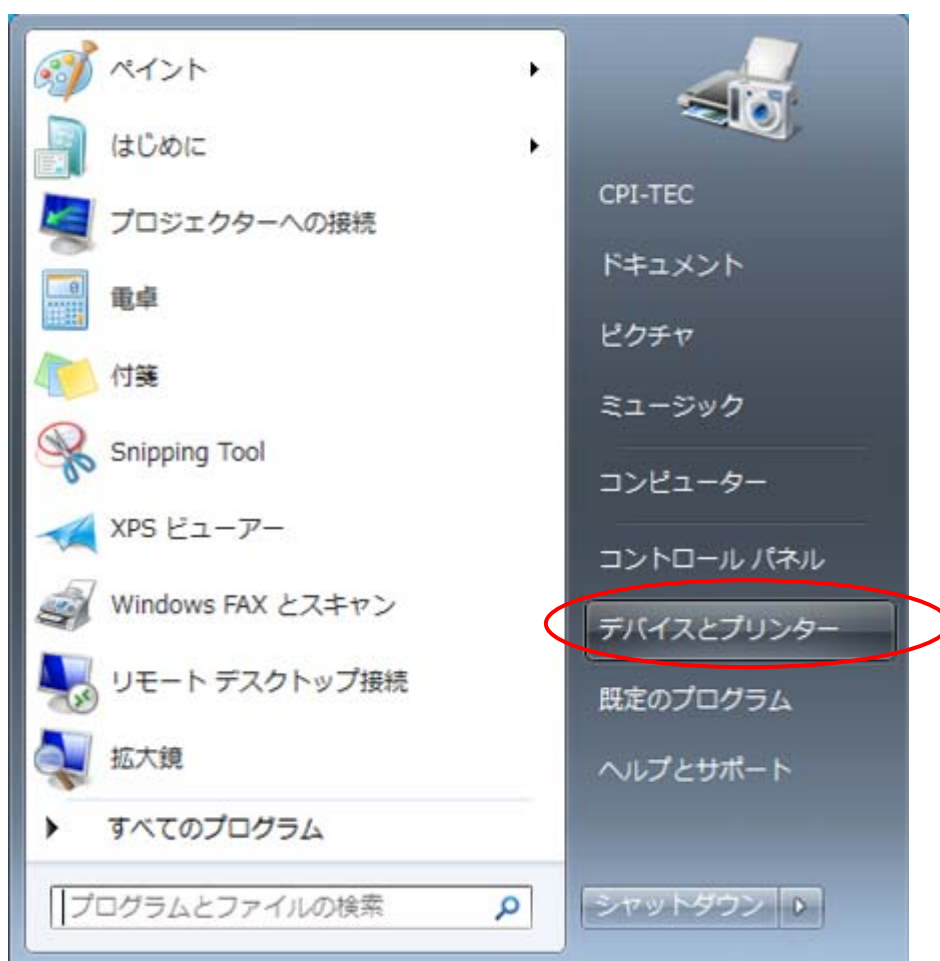 ペイント
はじめに
プロジェクターへの接続
電卓
付箋
Snipping Tool
XPS ビューアー
Windows FAX とスキャン
リモート デスクトップ接続
拡大鏡
すべてのプログラム
プログラムとファイルの検索
CPI-TEC
ドキュメント
ピクチャ
ミュージック
コンピューター
コントロール パネル
デバイスとプリンター
既定のプログラム
ヘルプとサポート
シャットダウン